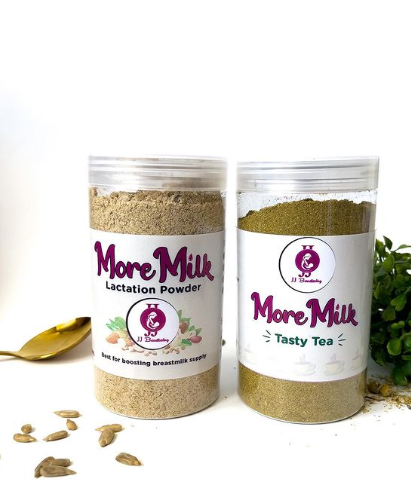 More Milk
Lactation Powder
JJ Breastbaby
Best for boosting breastmilk supply
JJ Breastbaby
More Milk
Tasty Tea